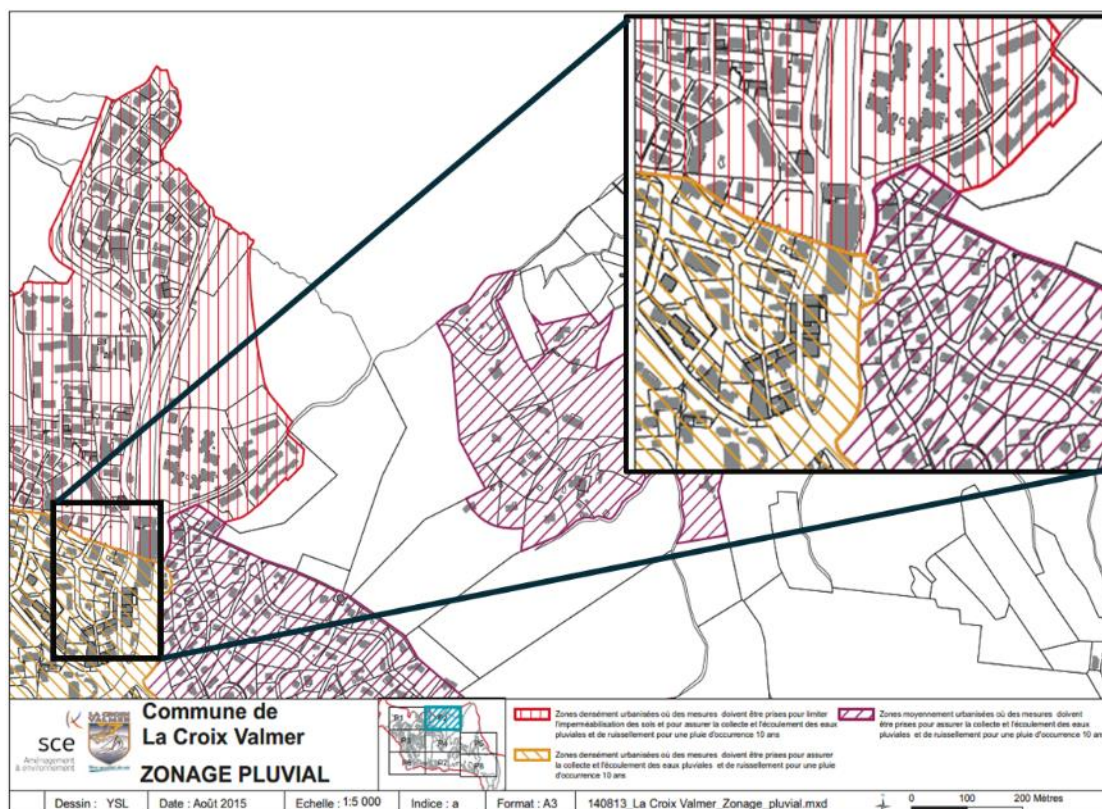 sce
Aménagement
& environnement
LA CROIX
VALMER
Commune de
La Croix Valmer
ZONAGE PLUVIAL
Zones densément urbanisées où des mesures doivent être prises pour limiter
l'imperméabilisation des sols et pour assurer la collecte et l'écoulement des eaux
pluviales et de ruissellement pour une pluie d'occurrence 10 ans
Zones densément urbanisées où des mesures doivent être prises pour assurer
la collecte et l'écoulement des eaux pluviales et de ruissellement pour une pluie
d'occurrence 10 ans
Zones moyennement urbanisées où des mesures doivent
être prises pour assurer la collecte et l'écoulement des eaux
pluviales et de ruissellement pour une pluie d'occurrence 10 ans
Dessin : YSL
Date : Août 2015
Echelle : 1:5 000
Indice : a
Format : A3
140813_La Croix Valmer_Zonage_pluvial.mxd
0 100 200 Mètres